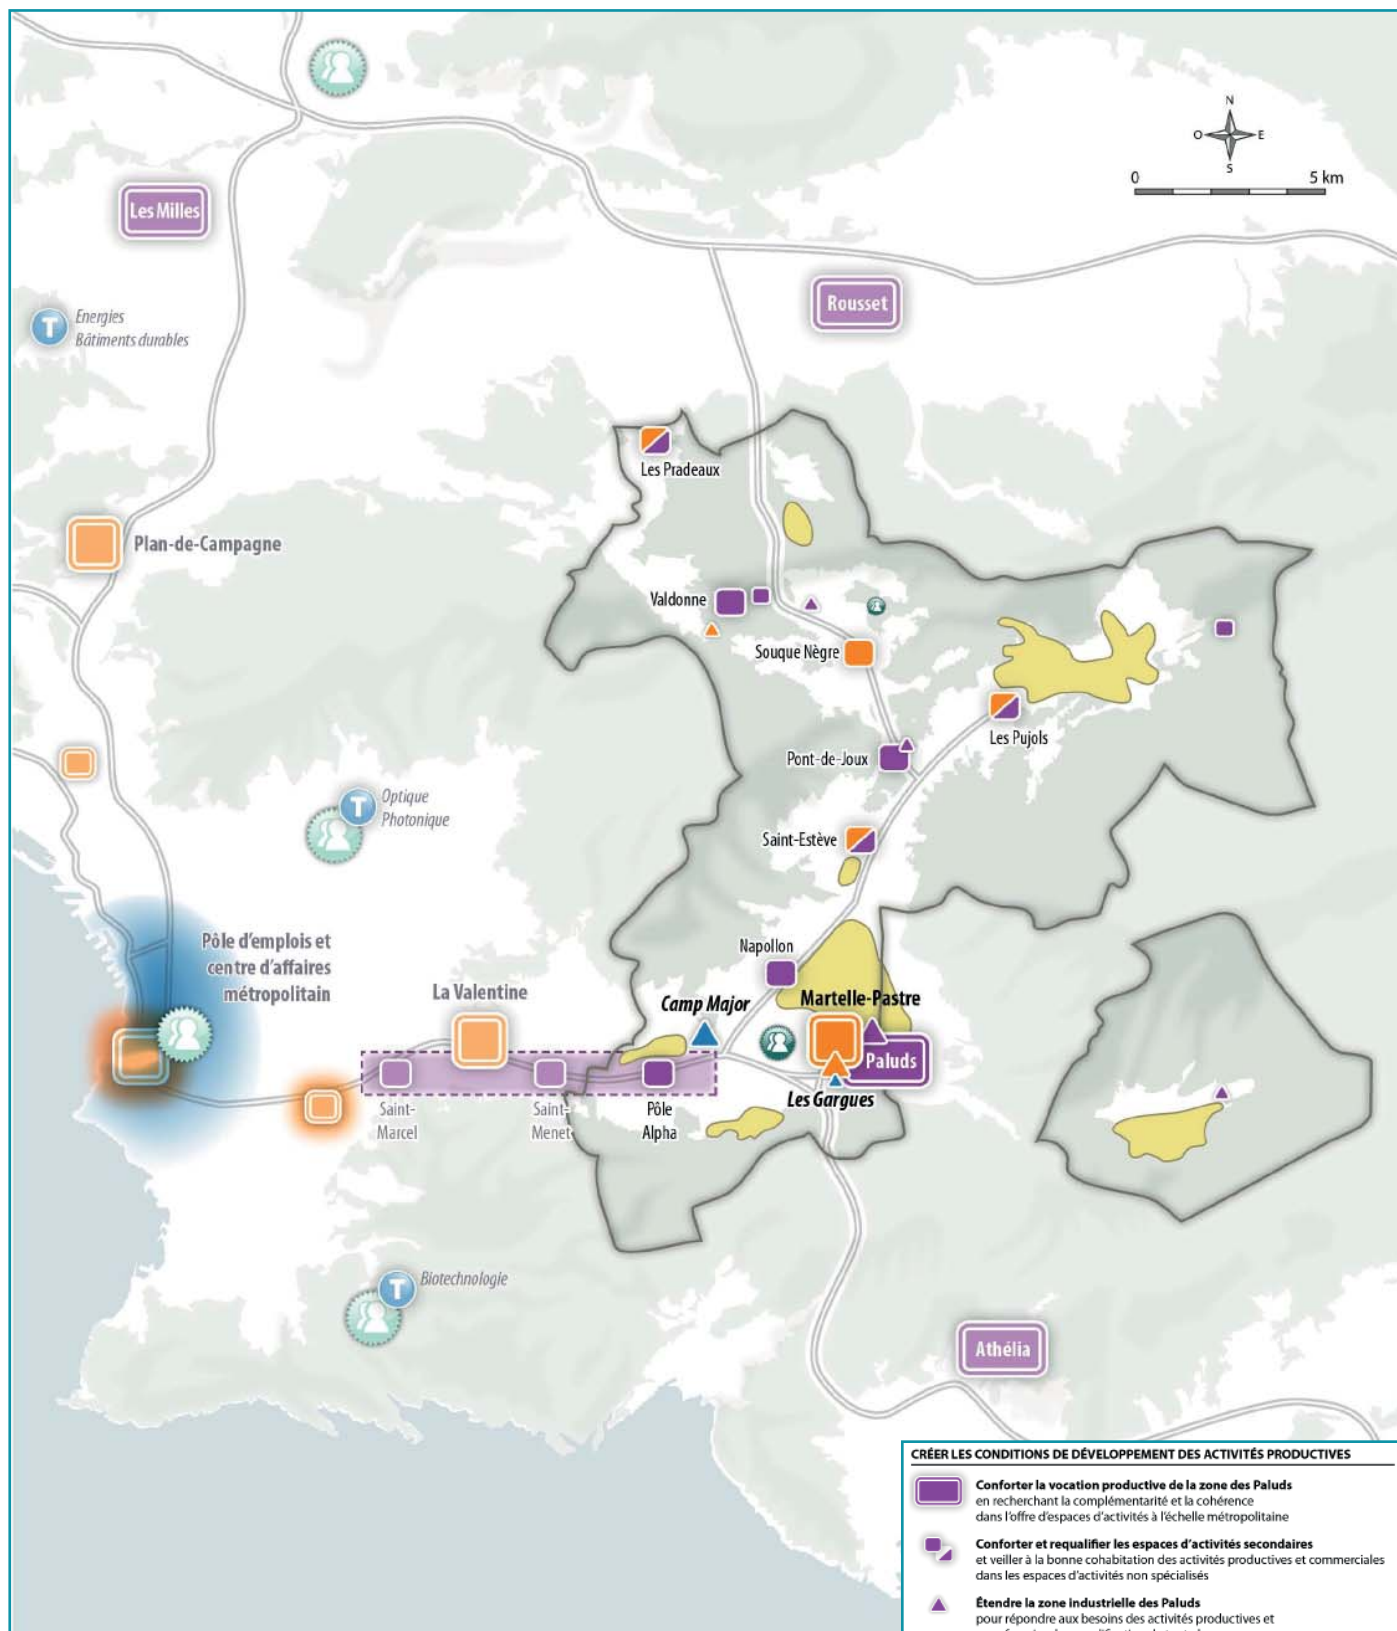 N
O
E
S
0
5 km
Les Milles
Rousset
T
Energies
Bâtiments durables
Les Pradeaux
Plan-de-Campagne
Valdonne
Souque Nègre
Les Pujols
Pont-de-Joux
T
Optique
Photonique
Saint-Estève
Pôle d'emplois et
centre d'affaires
métropolitain
Napollon
La Valentine
Camp Major
Martelle-Pastre
Paluds
Les Gargues
Saint-
Marcel
Saint-
Menet
Pôle
Alpha
T
Biotechnologie
Athélia
CRÉER LES CONDITIONS DE DÉVELOPPEMENT DES ACTIVITÉS PRODUCTIVES
Conforter la vocation productive de la zone des Paluds
en recherchant la complémentarité et la cohérence
dans l'offre d'espaces d'activités à l'échelle métropolitaine
Conforter et requalifier les espaces d'activités secondaires
et veiller à la bonne cohabitation des activités productives et commerciales
dans les espaces d'activités non spécialisés
Étendre la zone industrielle des Paluds
pour répondre aux besoins des activités productives et